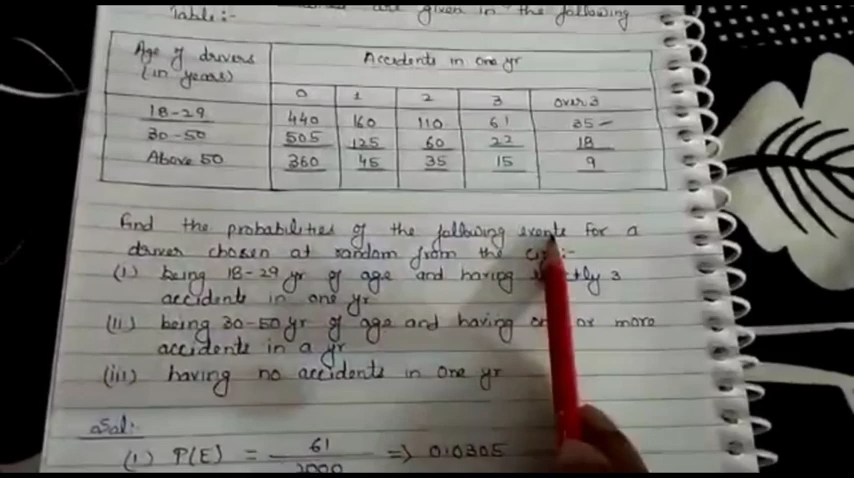 are given in the following
Table:-
Age of drivers (in years) Accidents in one yr
0 1 2 3 over 3
18-29 440 160 110 61 35
30-50 505 125 60 22 18
Above 50 360 45 35 15 9
Find the probabilities of the following events for a
driver chosen at random from the
(i) being 18-29 yr of age and having 3
accidents in one yr
(ii) being 30-50 yr of age and having or more
accidents in a yr
(iii) having no accidents in one yr
Sol:-
(i) P(E) = 61 / 2000 => 0.0305